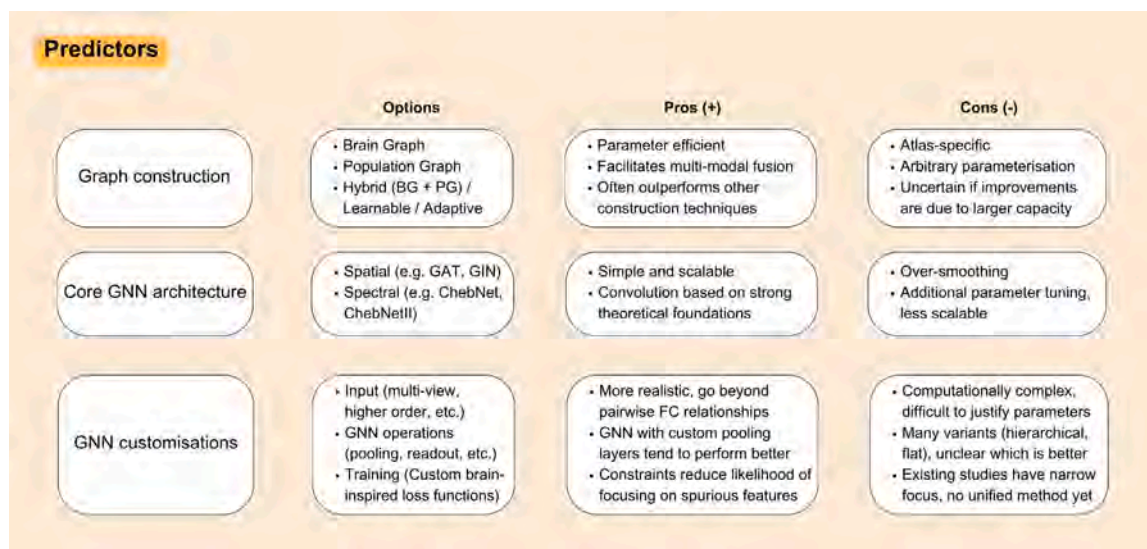 Predictors
Options
Pros (+)
Cons (-)
Graph construction
• Brain Graph
• Population Graph
• Hybrid (BG + PG) /
Learnable / Adaptive
• Parameter efficient
• Facilitates multi-modal fusion
• Often outperforms other
construction techniques
• Atlas-specific
• Arbitrary parameterisation
• Uncertain if improvements
are due to larger capacity
Core GNN architecture
• Spatial (e.g. GAT, GIN)
• Spectral (e.g. ChebNet,
ChebNetII)
• Simple and scalable
• Convolution based on strong
theoretical foundations
• Over-smoothing
• Additional parameter tuning,
less scalable
GNN customisations
• Input (multi-view,
higher order, etc.)
• GNN operations
(pooling, readout, etc.)
• Training (Custom brain-
inspired loss functions)
• More realistic, go beyond
pairwise FC relationships
• GNN with custom pooling
layers tend to perform better
• Constraints reduce likelihood of
focusing on spurious features
• Computationally complex,
difficult to justify parameters
• Many variants (hierarchical,
flat), unclear which is better
• Existing studies have narrow
focus, no unified method yet